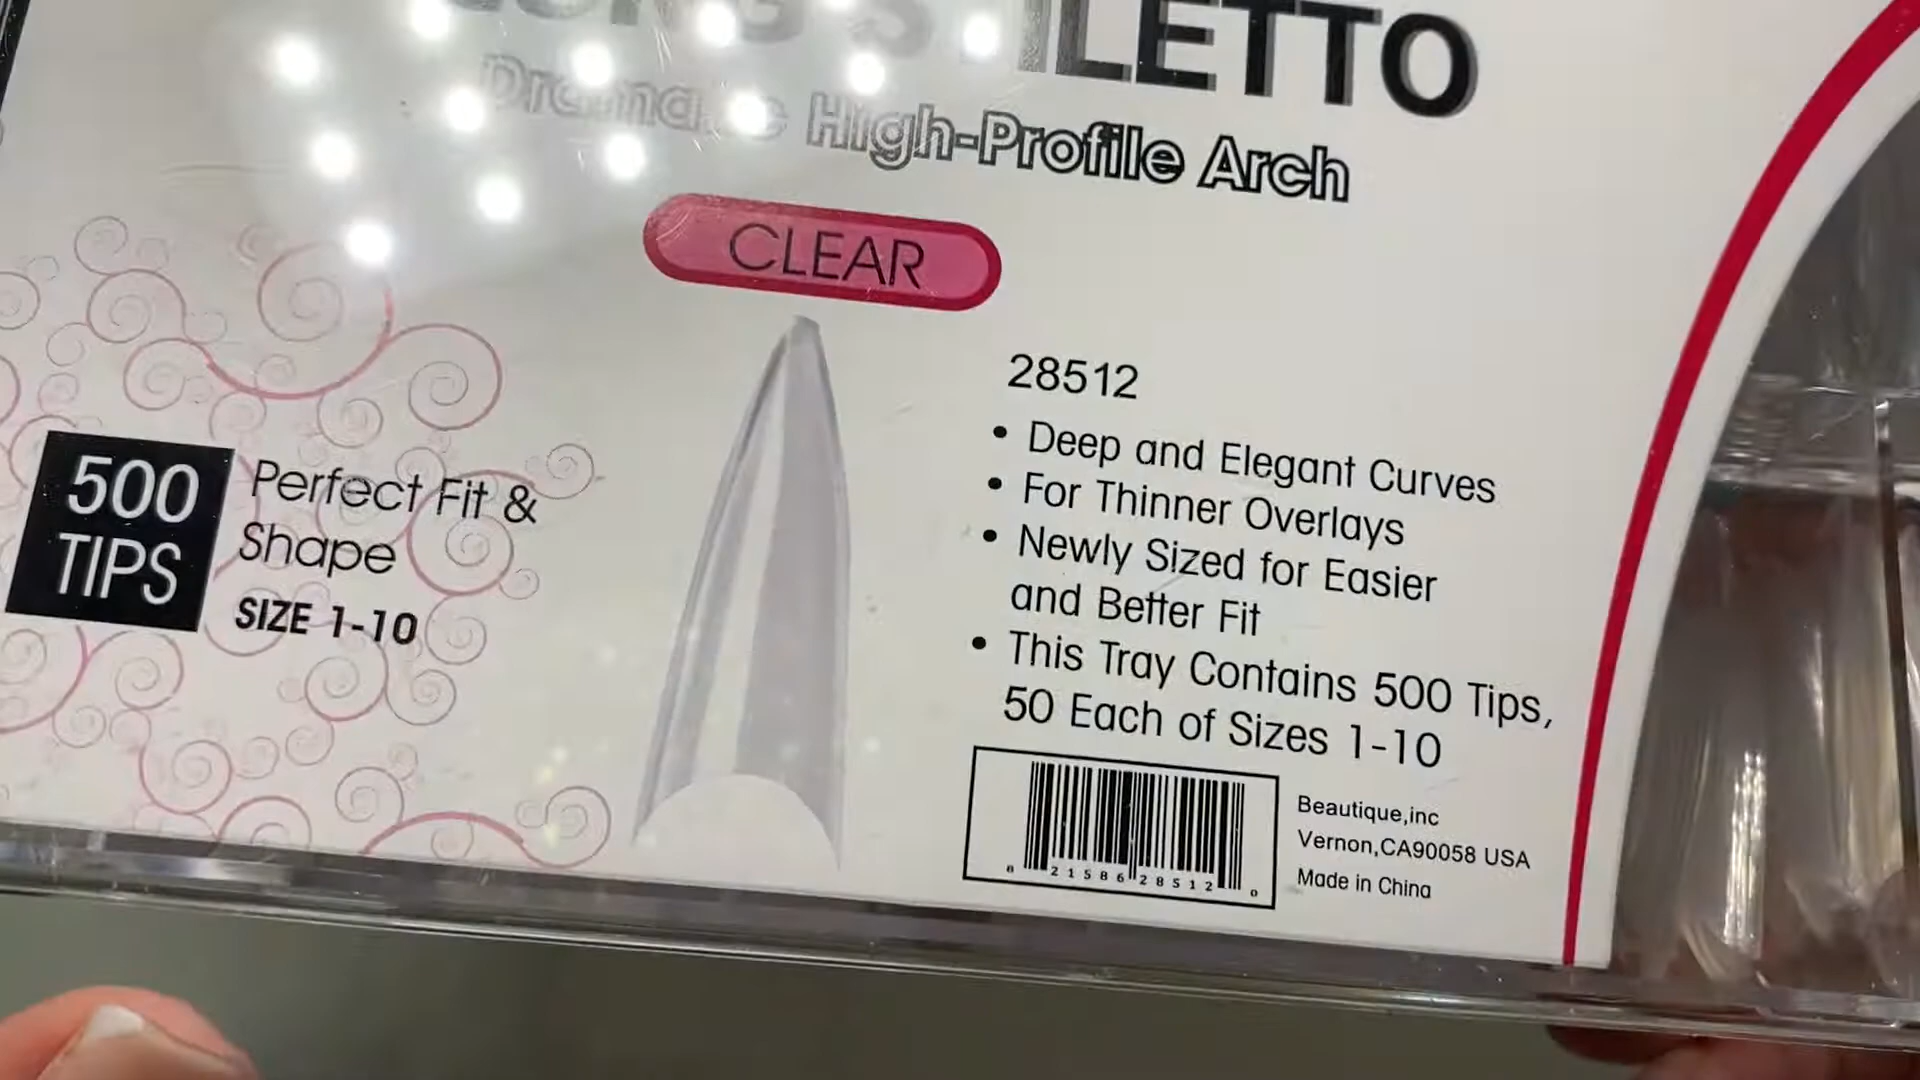 LONG STILETTO
Dramatic High-Profile Arch
CLEAR
28512
• Deep and Elegant Curves
• For Thinner Overlays
• Newly Sized for Easier
and Better Fit
• This Tray Contains 500 Tips,
50 Each of Sizes 1-10
500
TIPS
Perfect Fit &
Shape
SIZE 1-10
8 21586 28512 0
Beautique,inc
Vernon,CA90058 USA
Made in China